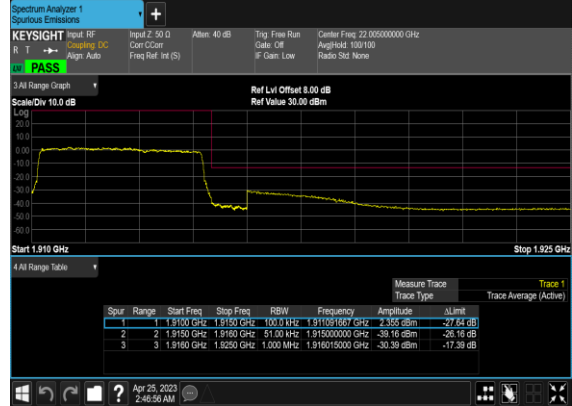 Spectrum Analyzer 1
Spurious Emissions
+
KEYSIGHT Input: RF Input Z: 50 Ω Atten: 40 dB Trig: Free Run Center Freq: 22.005000000 GHz
R T Coupling: DC Corr CCorr Gate: Off Avg|Hold: 100/100
Align: Auto Freq Ref: Int (S) IF Gain: Low Radio Std: None
LW PASS
3 All Range Graph
Ref Lvl Offset 8.00 dB
Scale/Div 10.0 dB Ref Value 30.00 dBm
Log
20.0
10.0
0.00
-10.0
-20.0
-30.0
-40.0
-50.0
-60.0
Start 1.910 GHz Stop 1.925 GHz
4 All Range Table
Measure Trace Trace 1
Trace Type Trace Average (Active)
Spur Range Start Freq Stop Freq RBW Frequency Amplitude ΔLimit
1 1 1.9100 GHz 1.9150 GHz 100.0 kHz 1.911091667 GHz 2.355 dBm -27.64 dB
2 2 1.9150 GHz 1.9160 GHz 51.00 kHz 1.915000000 GHz -39.16 dBm -26.16 dB
3 3 1.9160 GHz 1.9250 GHz 1.000 MHz 1.916015000 GHz -30.39 dBm -17.39 dB
? Apr 25, 2023
2:46:56 AM